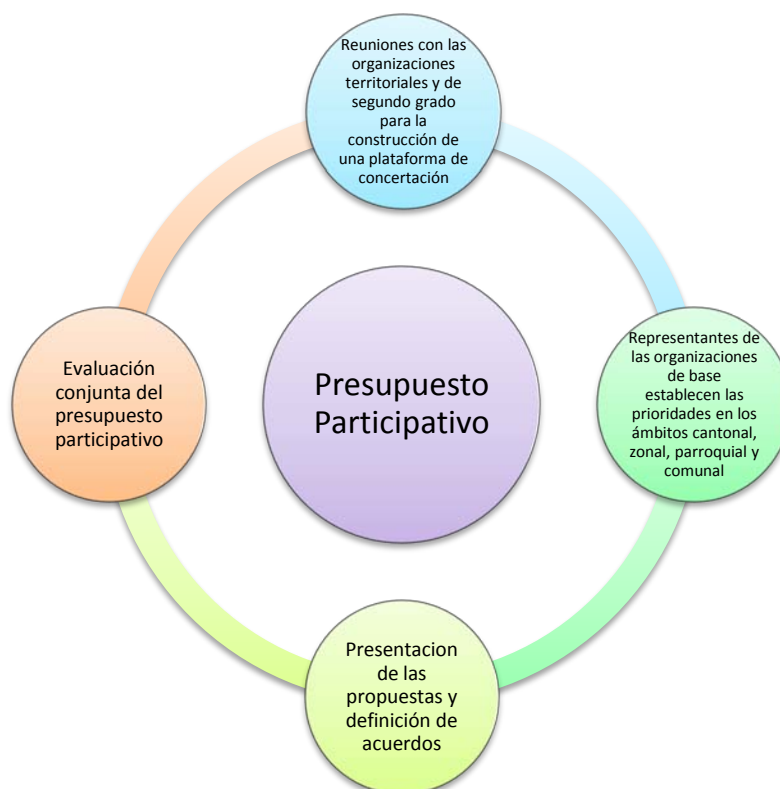 Reuniones con las
organizaciones
territoriales y de
segundo grado
para la
construcción de
una plataforma de
concertación
Representantes de
las organizaciones
de base
establecen las
prioridades en los
ámbitos cantonal,
zonal, parroquial y
comunal
Presentacion
de las
propuestas y
definición de
acuerdos
Evaluación
conjunta del
presupuesto
participativo
Presupuesto
Participativo